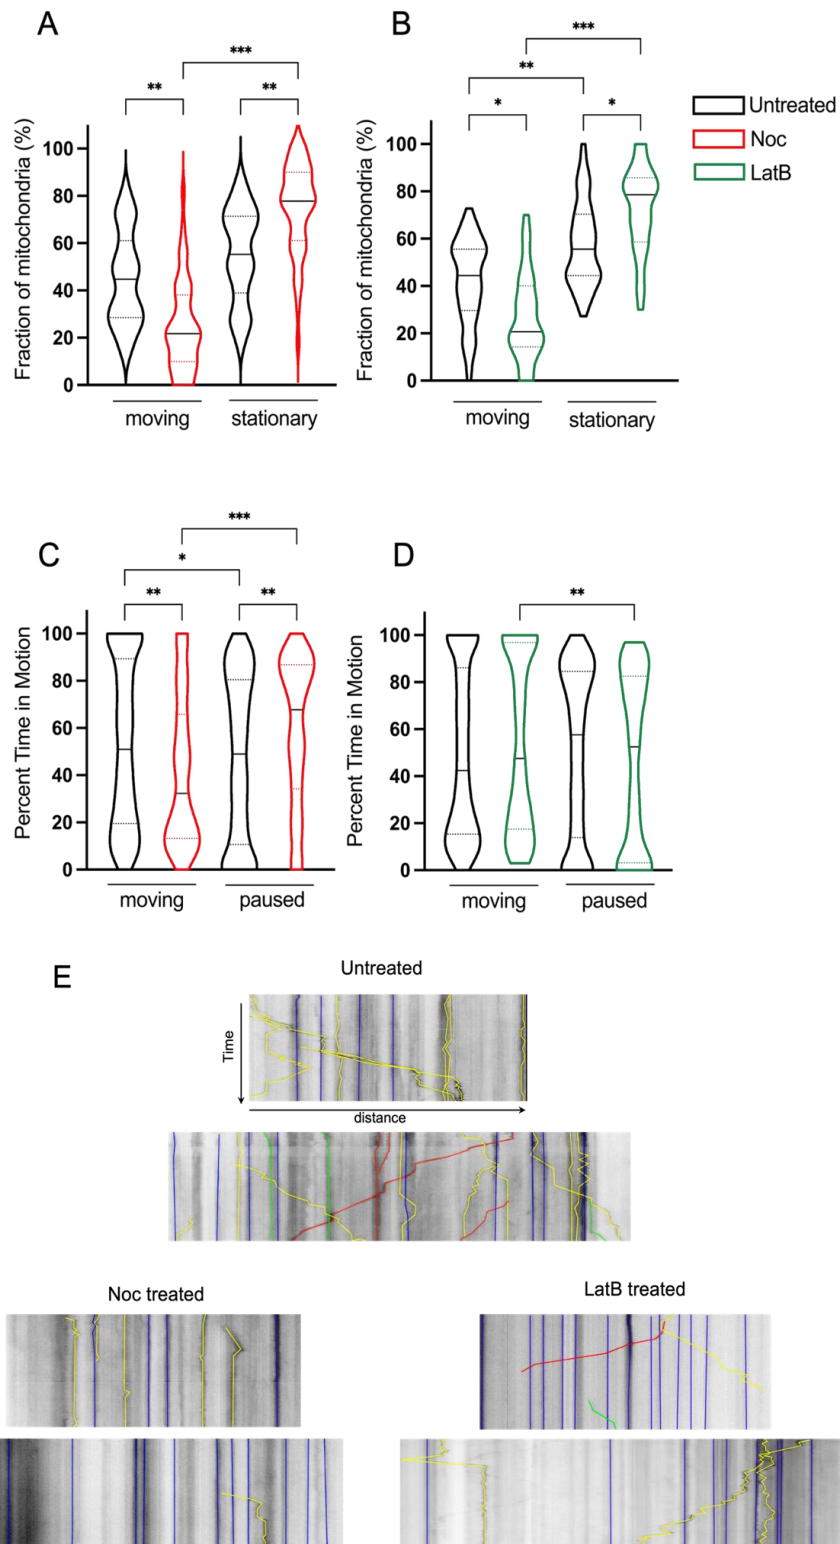 A
B
***
**
**
***
**
*
*
Untreated
Noc
LatB
Fraction of mitochondria (%)
100
80
60
40
20
0
moving
stationary
Fraction of mitochondria (%)
100
80
60
40
20
0
moving
stationary
C
D
***
*
**
**
**
Percent Time in Motion
100
80
60
40
20
0
moving
paused
Percent Time in Motion
100
80
60
40
20
0
moving
paused
E
Untreated
Time
distance
Noc treated
LatB treated